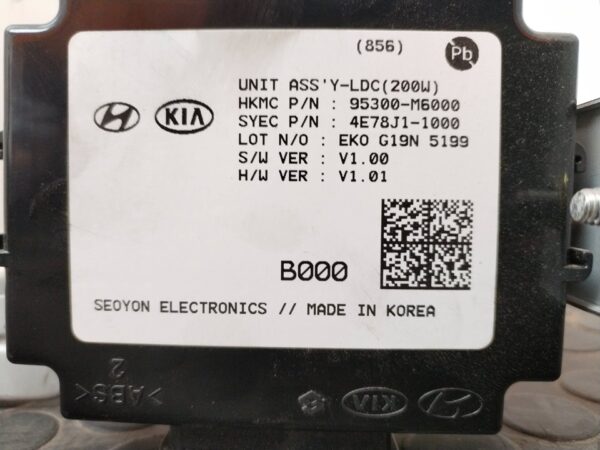 (856)
Pb
UNIT ASS'Y-LDC(200W)
HKMC P/N : 95300-M6000
KIA
SYEC P/N : 4E78J1-1000
LOT N/O : EKO G19N 5199
S/W VER : V1.00
H/W VER : V1.01
B000
SEOYON ELECTRONICS // MADE IN KOREA
>ABS<
2
KIA